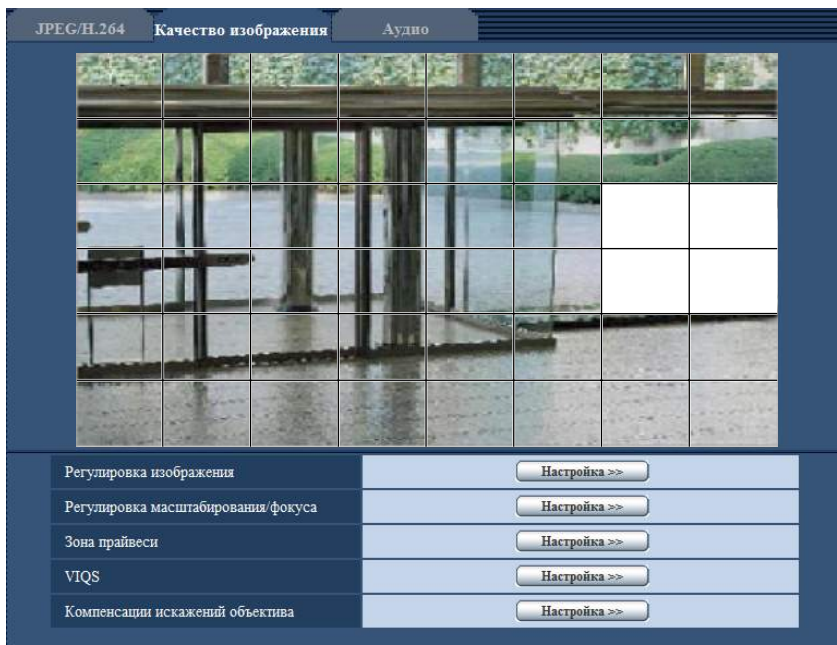 JPEG/H.264 Качество изображения Аудио
Регулировка изображения Настройка >>
Регулировка масштабирования/фокуса Настройка >>
Зона прайвеси Настройка >>
VIQS Настройка >>
Компенсации искажений объектива Настройка >>